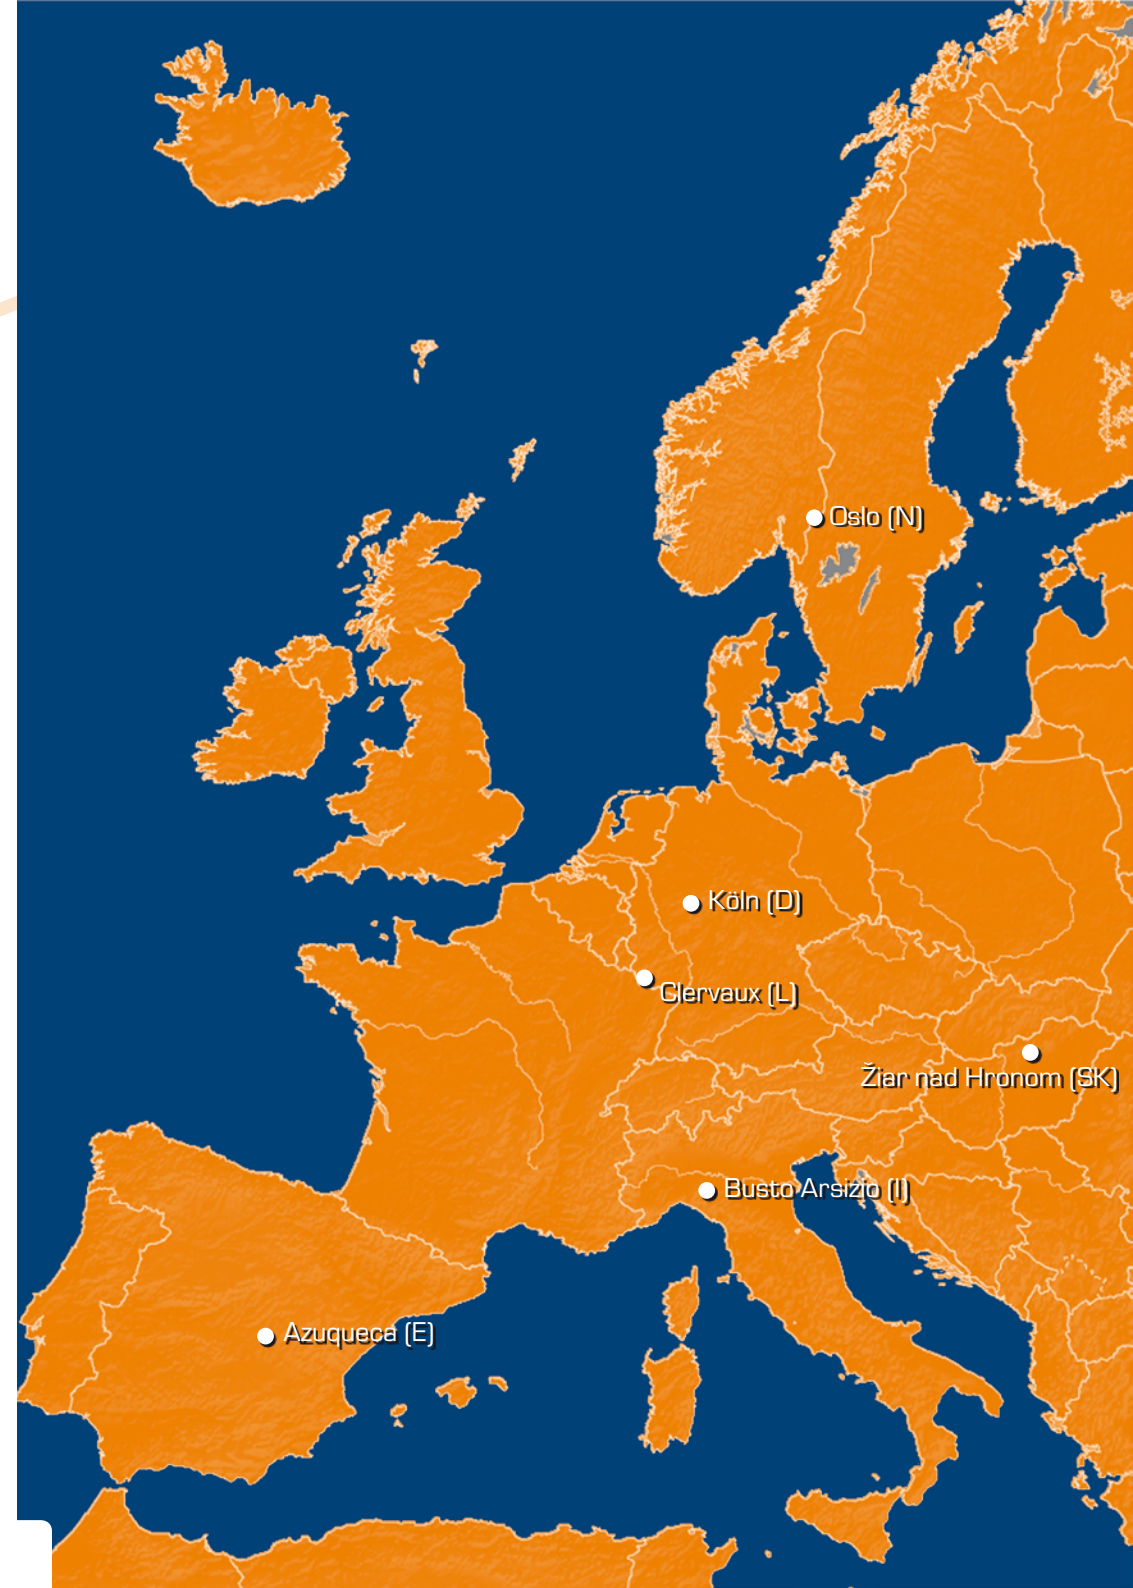 Oslo (N)
Köln (D)
Clervaux (L)
Žiar nad Hronom (SK)
Busto Arsizio (I)
Azuqueca (E)